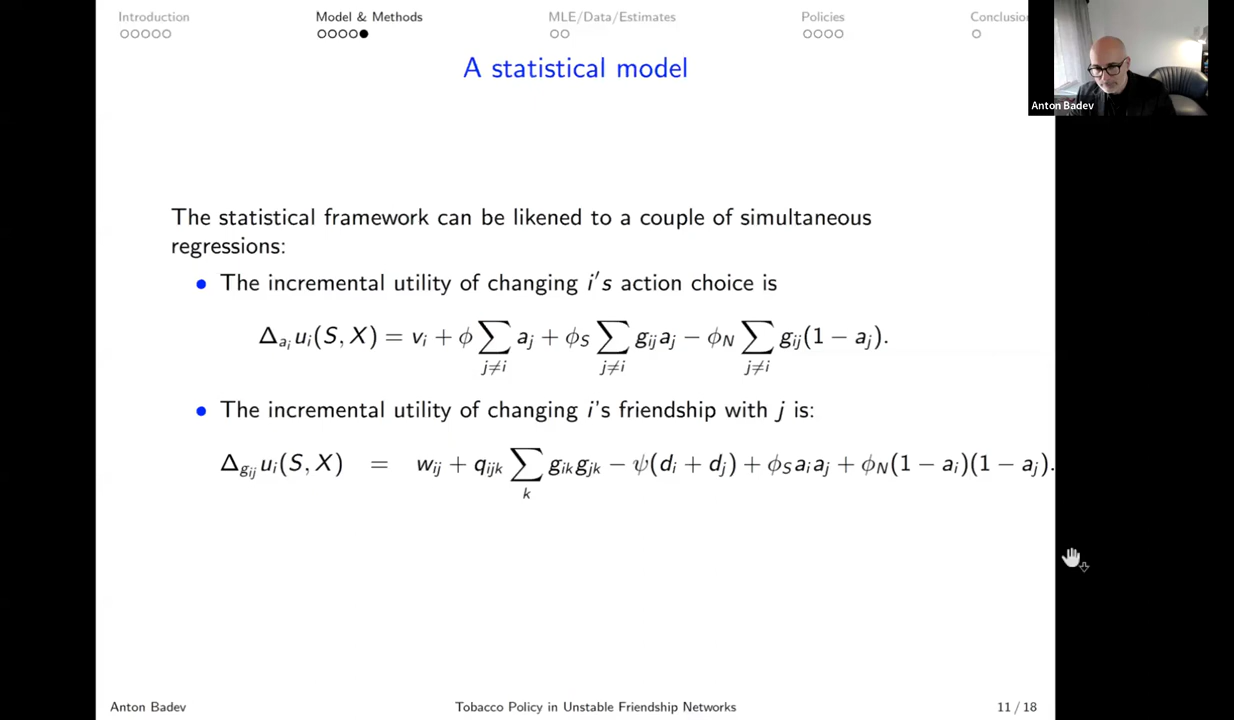 Introduction Model & Methods MLE/Data/Estimates Policies Conclusion
A statistical model
Anton Badev
The statistical framework can be likened to a couple of simultaneous
regressions:
• The incremental utility of changing i's action choice is
Δ_{a_i} u_i(S, X) = v_i + ϕ ∑_{j≠i} a_j + ϕ_S ∑_{j≠i} g_{ij} a_j − ϕ_N ∑_{j≠i} g_{ij}(1 − a_j).
• The incremental utility of changing i's friendship with j is:
Δ_{g_{ij}} u_i(S, X) = w_{ij} + q_{ijk} ∑_k g_{ik} g_{jk} − ψ(d_i + d_j) + ϕ_S a_i a_j + ϕ_N(1 − a_i)(1 − a_j).
Anton Badev Tobacco Policy in Unstable Friendship Networks 11 / 18